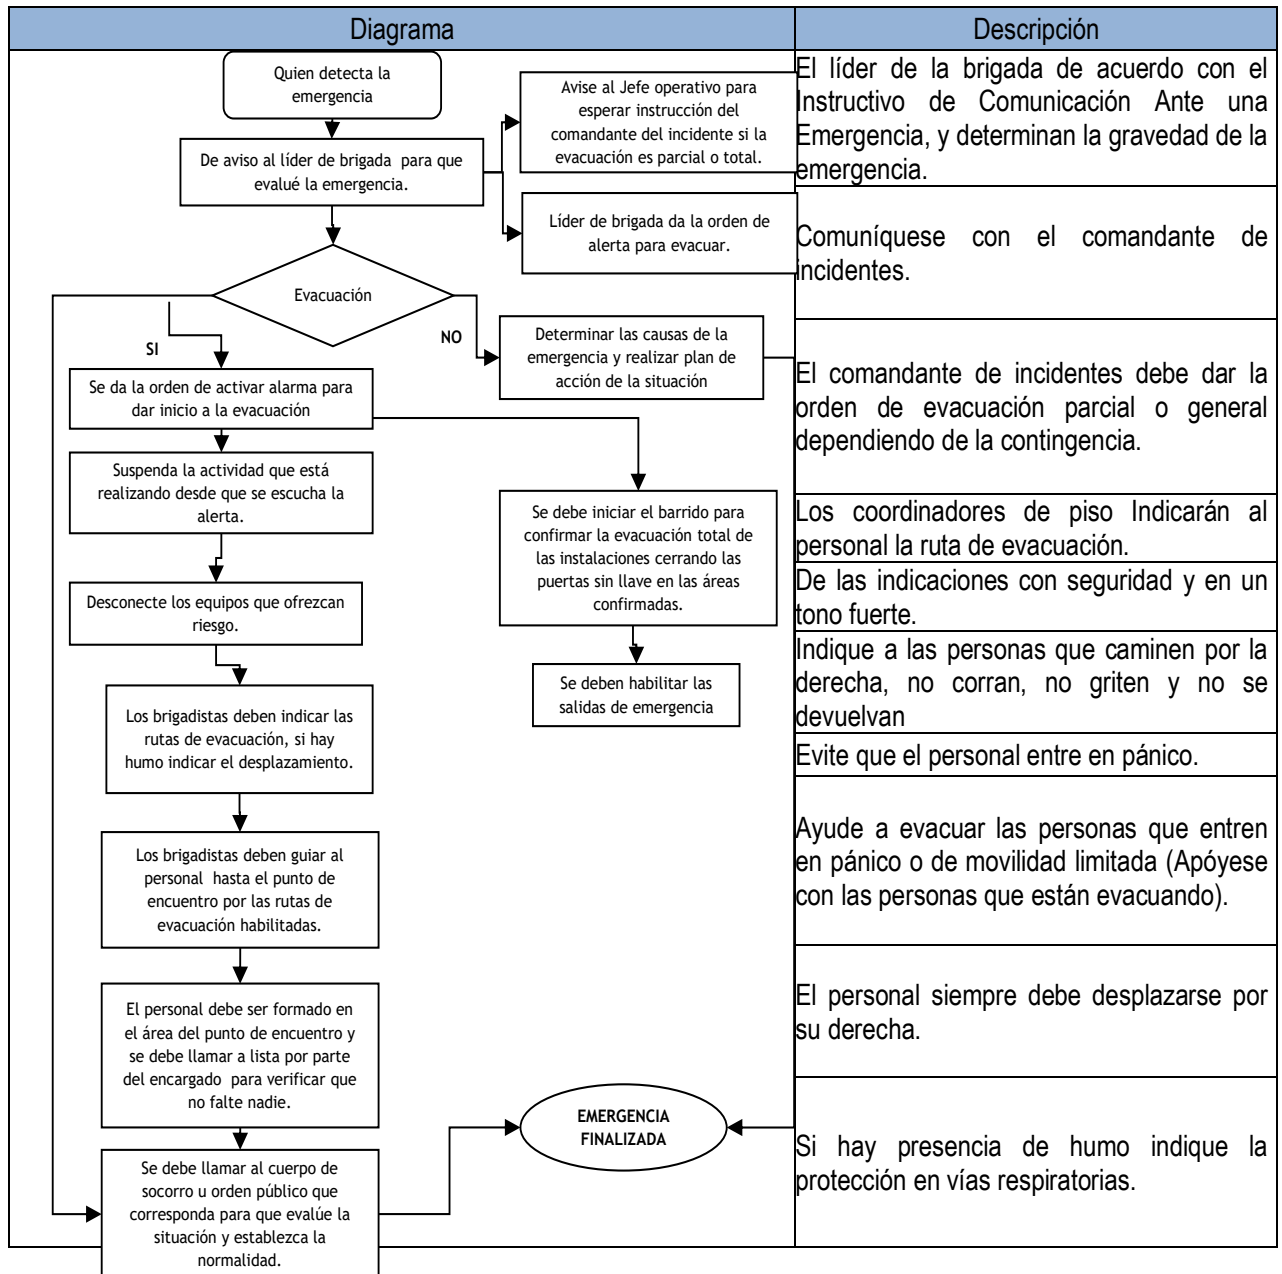 Diagrama
Descripción
Quien detecta la
emergencia
Avise al Jefe operativo para
esperar instrucción del
comandante del incidente si la
evacuación es parcial o total.
De aviso al líder de brigada para que
evalué la emergencia.
Líder de brigada da la orden de
alerta para evacuar.
Evacuación
SI
NO
Determinar las causas de la
emergencia y realizar plan de
acción de la situación
Se da la orden de activar alarma para
dar inicio a la evacuación
Suspenda la actividad que está
realizando desde que se escucha la
alerta.
Se debe iniciar el barrido para
confirmar la evacuación total de
las instalaciones cerrando las
puertas sin llave en las áreas
confirmadas.
Desconecte los equipos que ofrezcan
riesgo.
Se deben habilitar las
salidas de emergencia
Los brigadistas deben indicar las
rutas de evacuación, si hay
humo indicar el desplazamiento.
Los brigadistas deben guiar al
personal hasta el punto de
encuentro por las rutas de
evacuación habilitadas.
El personal debe ser formado en
el área del punto de encuentro y
se debe llamar a lista por parte
del encargado para verificar que
no falte nadie.
EMERGENCIA
FINALIZADA
Se debe llamar al cuerpo de
socorro u orden público que
corresponda para que evalúe la
situación y establezca la
normalidad.
El líder de la brigada de acuerdo con el
Instructivo de Comunicación Ante una
Emergencia, y determinan la gravedad de la
emergencia.
Comuníquese con el comandante de
incidentes.
El comandante de incidentes debe dar la
orden de evacuación parcial o general
dependiendo de la contingencia.
Los coordinadores de piso Indicarán al
personal la ruta de evacuación.
De las indicaciones con seguridad y en un
tono fuerte.
Indique a las personas que caminen por la
derecha, no corran, no griten y no se
devuelvan
Evite que el personal entre en pánico.
Ayude a evacuar las personas que entren
en pánico o de movilidad limitada (Apóyese
con las personas que están evacuando).
El personal siempre debe desplazarse por
su derecha.
Si hay presencia de humo indique la
protección en vías respiratorias.